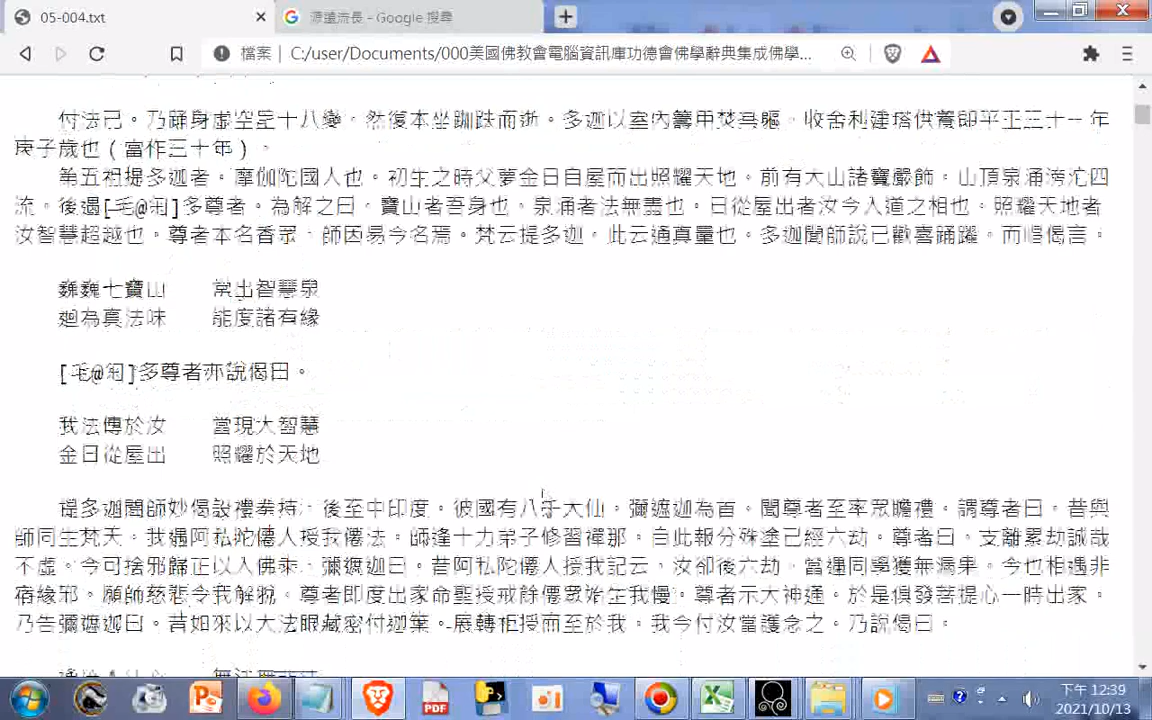 05-004.txt
源遠流長 - Google 搜尋
檔案 C:/user/Documents/000美國佛教會電腦資訊庫功德會佛學辭典集成佛學...
付法已。乃踊身虛空呈十八變。然復本坐跏趺而逝。多迦以室內籌用焚其軀。收舍利建塔供養即平王三十一年
庚子歲也（當作三十年）。
第五祖提多迦者。摩伽陀國人也。初生之時父夢金日自屋而出照耀天地。前有大山諸寶嚴飾。山頂泉涌滂沱四
流。後遇[毛@匊]多尊者。為解之曰。寶山者吾身也。泉涌者法無盡也。日從屋出者汝今入道之相也。照耀天地者
汝智慧超越也。尊者本名香眾。師因易今名焉。梵云提多迦。此云通真量也。多迦聞師說已歡喜踊躍。而唱偈言。
巍巍七寶山 常出智慧泉
迴為真法味 能度諸有緣
[毛@匊]多尊者亦說偈曰。
我法傳於汝 當現大智慧
金日從屋出 照耀於天地
提多迦聞師妙偈設禮奉持。後至中印度。彼國有八千大仙。彌遮迦為首。聞尊者至率眾瞻禮。謂尊者曰。昔與
師同生梵天。我遇阿私陀僊人授我僊法。師逢十力弟子修習禪那。自此報分殊塗已經六劫。尊者曰。支離累劫誠哉
不虛。今可捨邪歸正以入佛乘。彌遮迦曰。昔阿私陀僊人授我記云。汝卻後六劫。當遇同學獲無漏果。今也相遇非
宿緣邪。願師慈悲令我解脫。尊者即度出家命聖授戒餘僊眾始生我慢。尊者示大神通。於是俱發菩提心一時出家。
乃告彌遮迦曰。昔如來以大法眼藏密付迦葉。展轉相授而至於我。我今付汝當護念之。乃說偈曰。
下午 12:39
2021/10/13